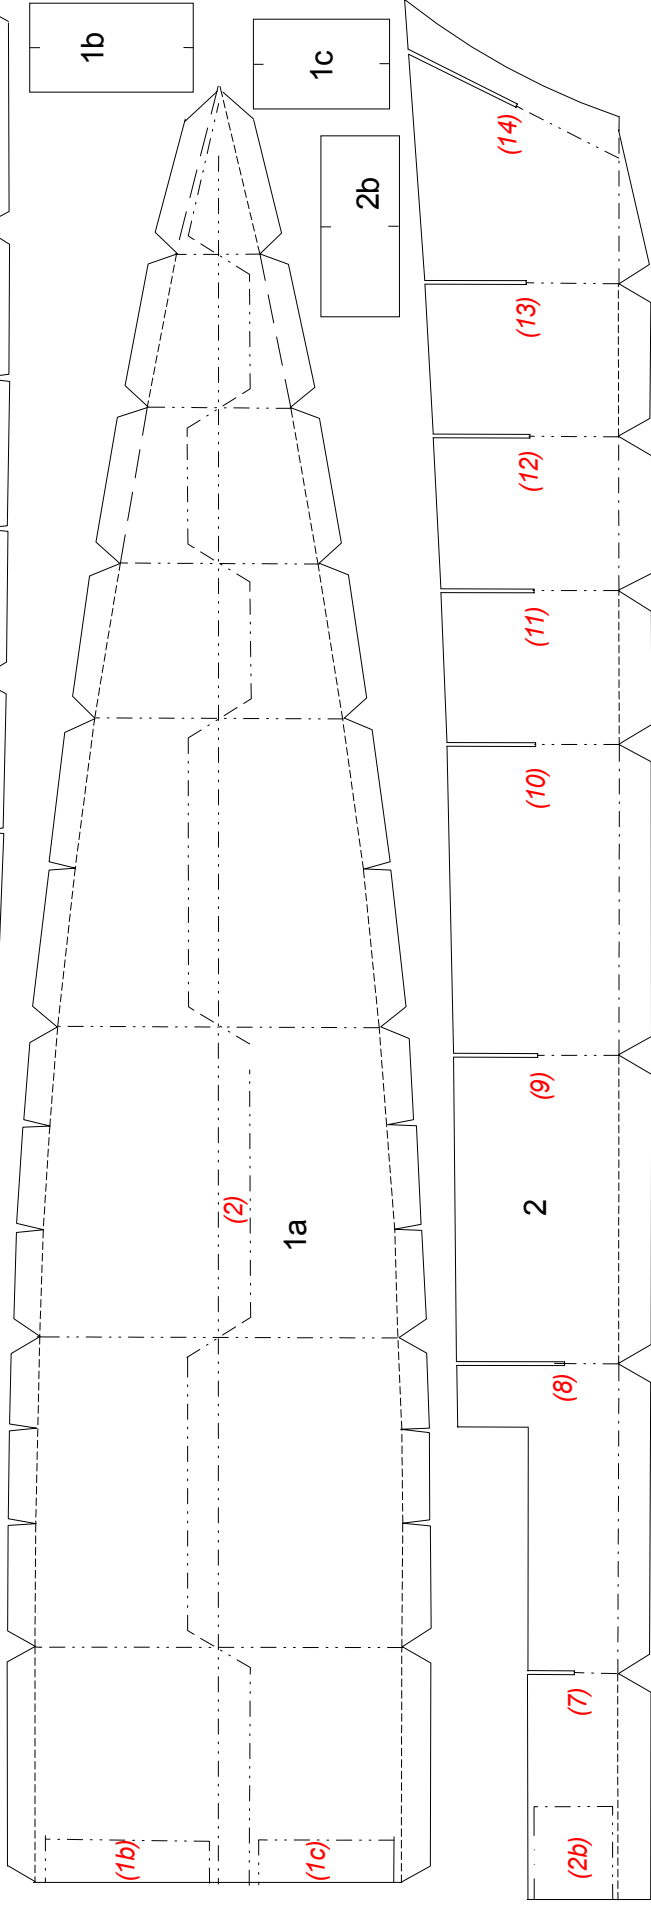 1b
1c
2b
(14)
(13)
(12)
(11)
(10)
(9)
(2)
1a
2
(8)
(7)
(1b)
(1c)
(2b)